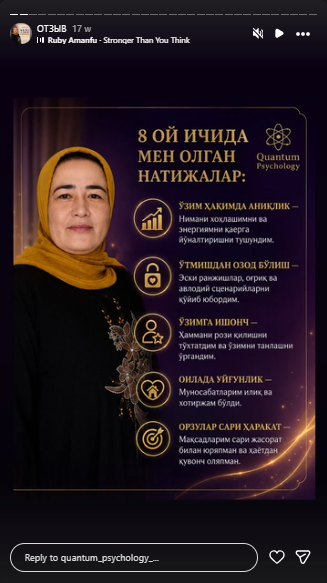 ОТЗЫВ 17 w
Ruby Amanfu - Stronger Than You Think
8 ОЙ ИЧИДА
МЕН ОЛГАН
НАТИЖАЛАР:
Quantum
Psychology
ЎЗИМ ҲАҚИМДА АНИҚЛИК —
Нимани хоҳлашимни ва
энергиямни қаерга
йўналтиришни тушундим.
ЎТМИШДАН ОЗОД БЎЛИШ —
Эски ранжишлар, оғриқ ва
авлодий сценарийларни
қўйиб юбордим.
ЎЗИМГА ИШОНЧ —
Ҳаммани рози қилишни
тўхтатдим ва ўзимни танлашни
ўргандим.
ОИЛАДА УЙҒУНЛИК —
Муносабатларим илиқ ва
хотиржам бўлди.
ОРЗУЛАР САРИ ҲАРАКАТ —
Мақсадларим сари жасорат
билан юряпман ва ҳаётдан
қувонч оляпман.
Reply to quantum_psychology_...